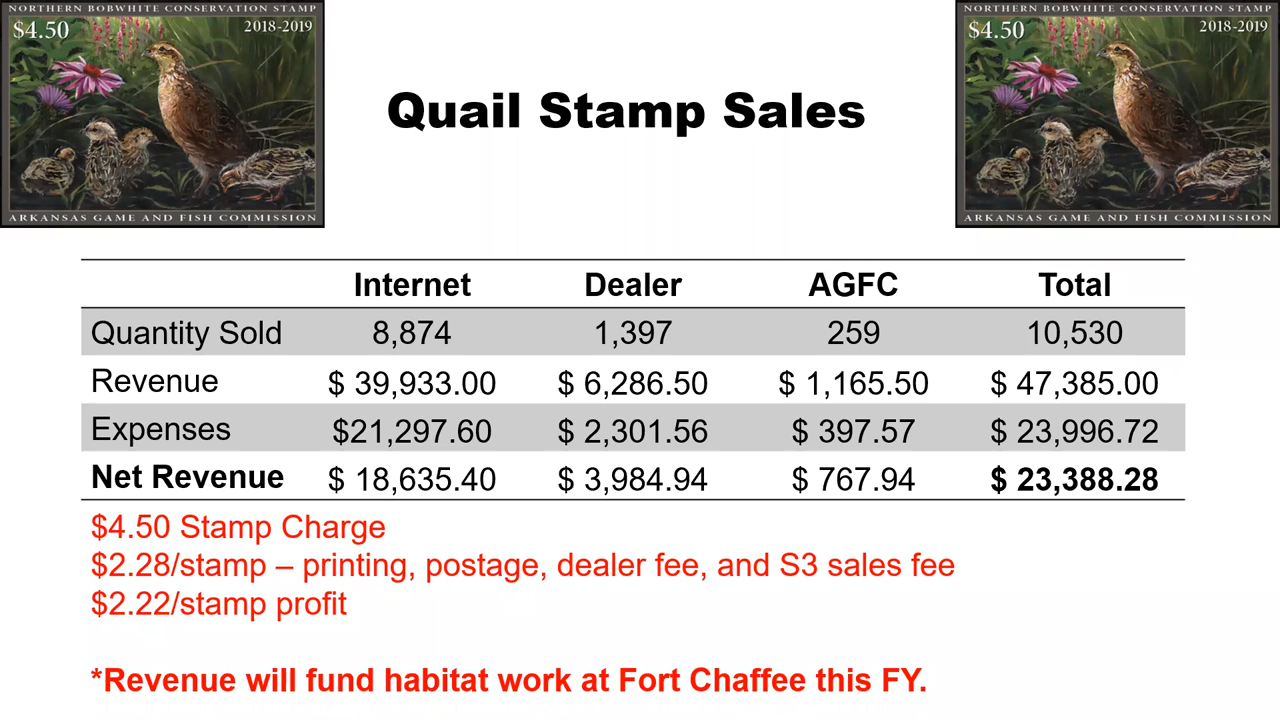 NORTHERN BOBWHITE CONSERVATION STAMP
$4.50 2018-2019
ARKANSAS GAME AND FISH COMMISSION
NORTHERN BOBWHITE CONSERVATION STAMP
$4.50 2018-2019
ARKANSAS GAME AND FISH COMMISSION
Quail Stamp Sales
Internet Dealer AGFC Total
Quantity Sold 8,874 1,397 259 10,530
Revenue $ 39,933.00 $ 6,286.50 $ 1,165.50 $ 47,385.00
Expenses $21,297.60 $ 2,301.56 $ 397.57 $ 23,996.72
Net Revenue $ 18,635.40 $ 3,984.94 $ 767.94 $ 23,388.28
$4.50 Stamp Charge
$2.28/stamp – printing, postage, dealer fee, and S3 sales fee
$2.22/stamp profit
*Revenue will fund habitat work at Fort Chaffee this FY.